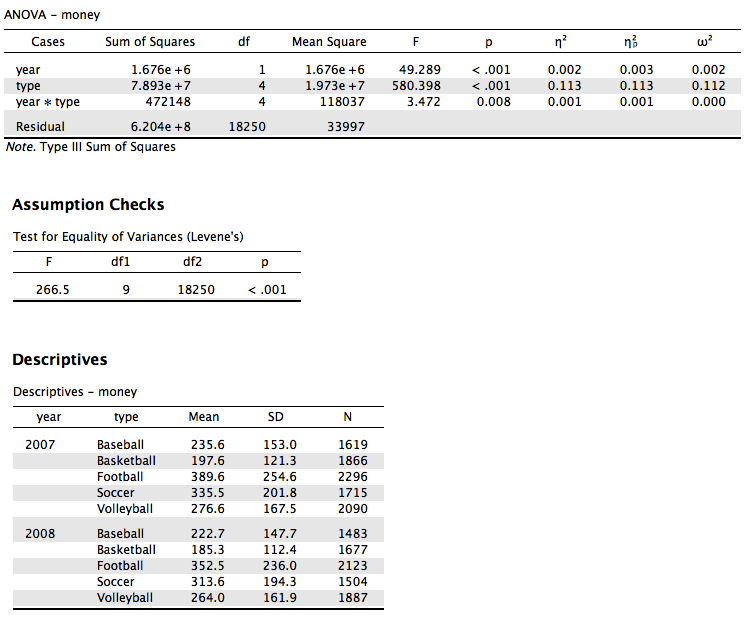 ANOVA - money
Cases Sum of Squares df Mean Square F p η² η²p ω²
year 1.676e +6 1 1.676e +6 49.289 < .001 0.002 0.003 0.002
type 7.893e +7 4 1.973e +7 580.398 < .001 0.113 0.113 0.112
year * type 472148 4 118037 3.472 0.008 0.001 0.001 0.000
Residual 6.204e +8 18250 33997
Note. Type III Sum of Squares
Assumption Checks
Test for Equality of Variances (Levene's)
F df1 df2 p
266.5 9 18250 < .001
Descriptives
Descriptives - money
year type Mean SD N
2007 Baseball 235.6 153.0 1619
Basketball 197.6 121.3 1866
Football 389.6 254.6 2296
Soccer 335.5 201.8 1715
Volleyball 276.6 167.5 2090
2008 Baseball 222.7 147.7 1483
Basketball 185.3 112.4 1677
Football 352.5 236.0 2123
Soccer 313.6 194.3 1504
Volleyball 264.0 161.9 1887